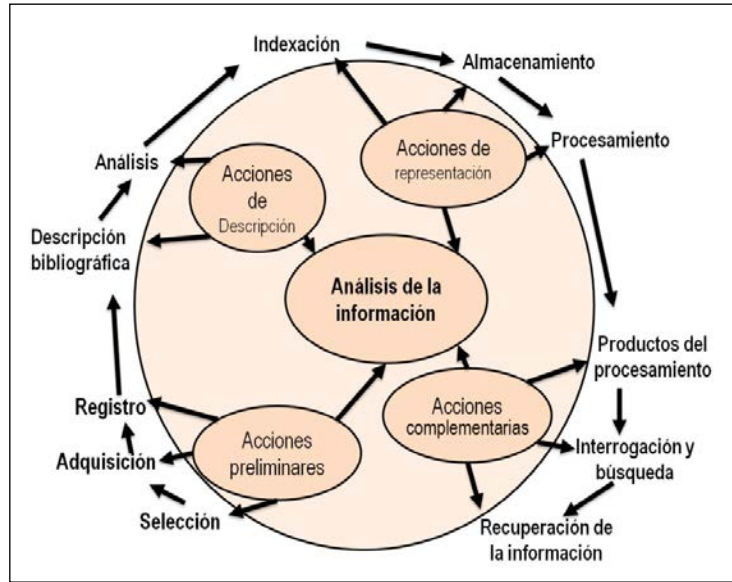 Indexación
Almacenamiento
Procesamiento
Análisis
Acciones de
representación
Acciones
de
Descripción
Descripción
bibliográfica
Análisis de la
información
Productos del
procesamiento
Registro
Acciones
preliminares
Acciones
complementarias
Adquisición
Interrogación y
búsqueda
Selección
Recuperación de
la información